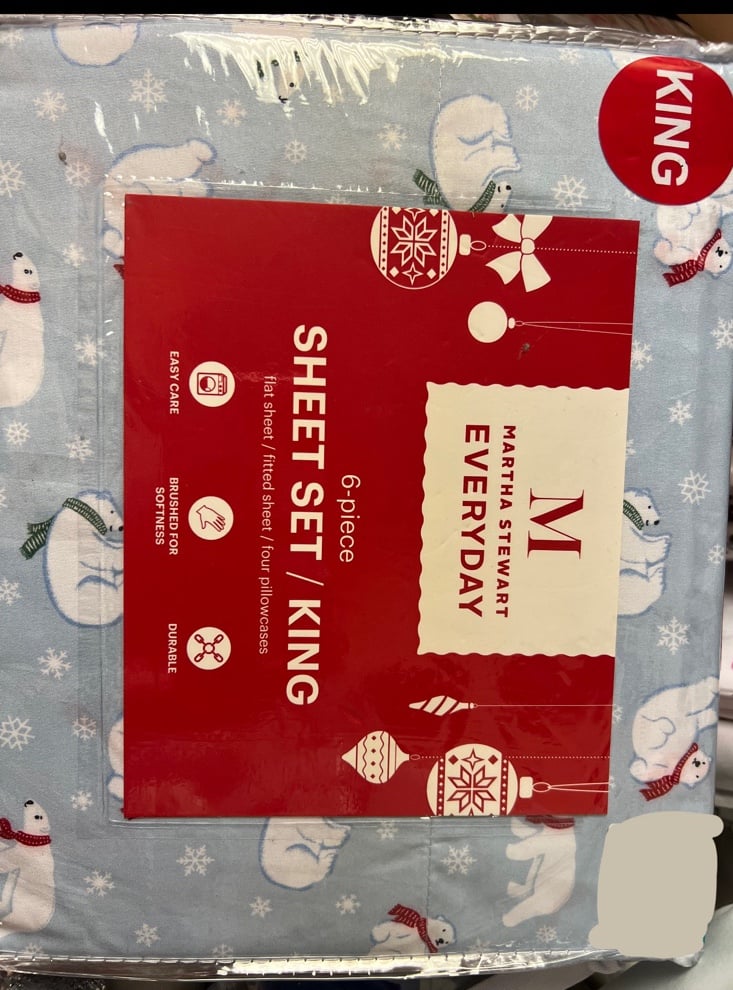 KING
M
MARTHA STEWART
EVERYDAY
6-piece
SHEET SET / KING
flat sheet / fitted sheet / four pillowcases
EASY CARE
BRUSHED FOR
SOFTNESS
DURABLE